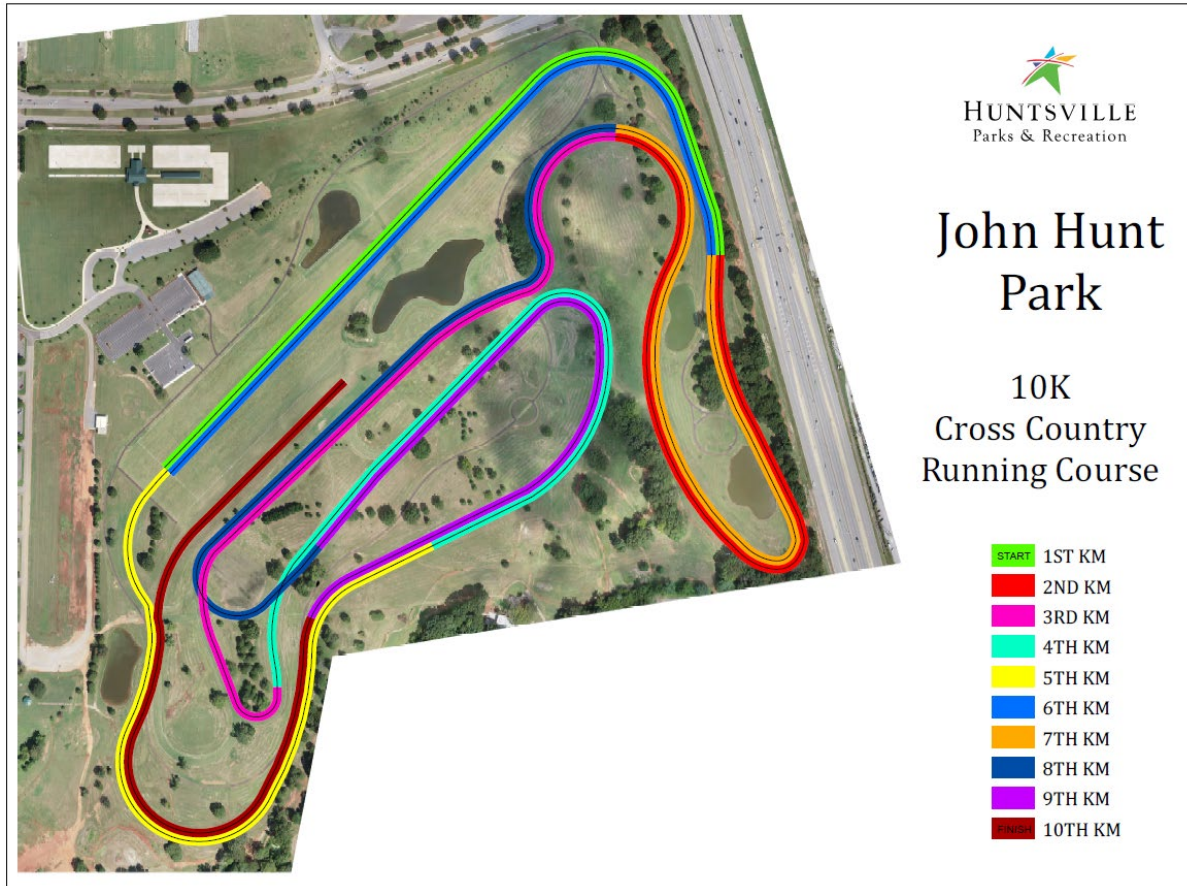 HUNTSVILLE
Parks & Recreation
John Hunt
Park
10K
Cross Country
Running Course
START 1ST KM
2ND KM
3RD KM
4TH KM
5TH KM
6TH KM
7TH KM
8TH KM
9TH KM
FINISH 10TH KM